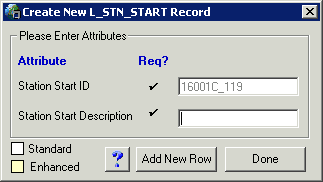 Create New L_STN_START Record
Please Enter Attributes
Attribute Req?
Station Start ID 16001C_119
Station Start Description
Standard
Enhanced
? Add New Row Done